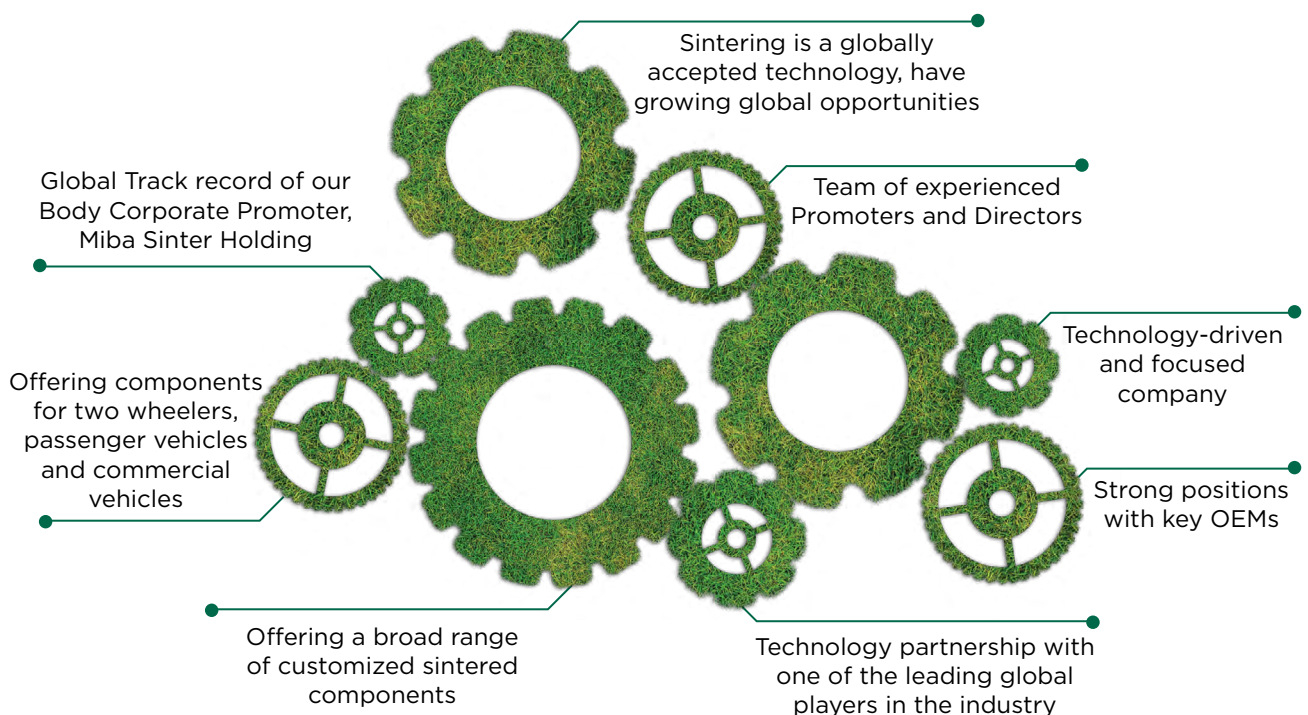 Sintering is a globally
accepted technology, have
growing global opportunities
Global Track record of our
Body Corporate Promoter,
Miba Sinter Holding
Team of experienced
Promoters and Directors
Technology-driven
and focused
company
Offering components
for two wheelers,
passenger vehicles
and commercial
vehicles
Strong positions
with key OEMs
Offering a broad range
of customized sintered
components
Technology partnership with
one of the leading global
players in the industry